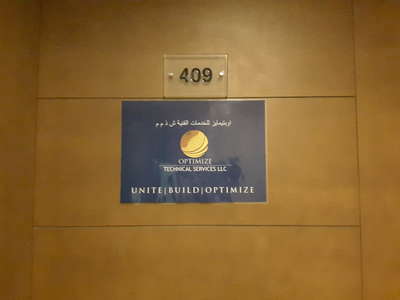 409
اوبتيمايز للخدمات الفنية ش ذ م م
OPTIMIZE
TECHNICAL SERVICES LLC
UNITE|BUILD|OPTIMIZE